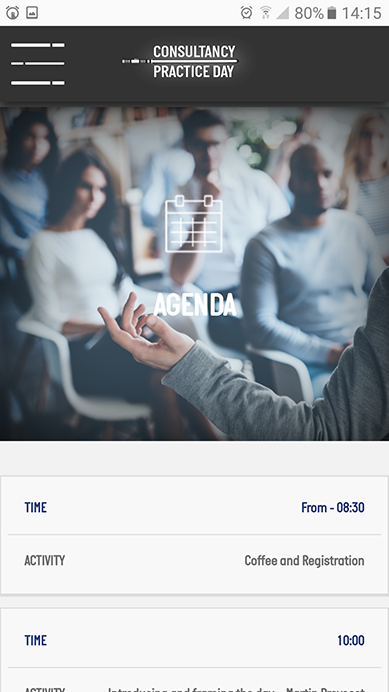 80% 14:15
CONSULTANCY
PRACTICE DAY
AGENDA
TIME From - 08:30
ACTIVITY Coffee and Registration
TIME 10:00
ACTIVITY Introducing and framing the day - Martin Provoost